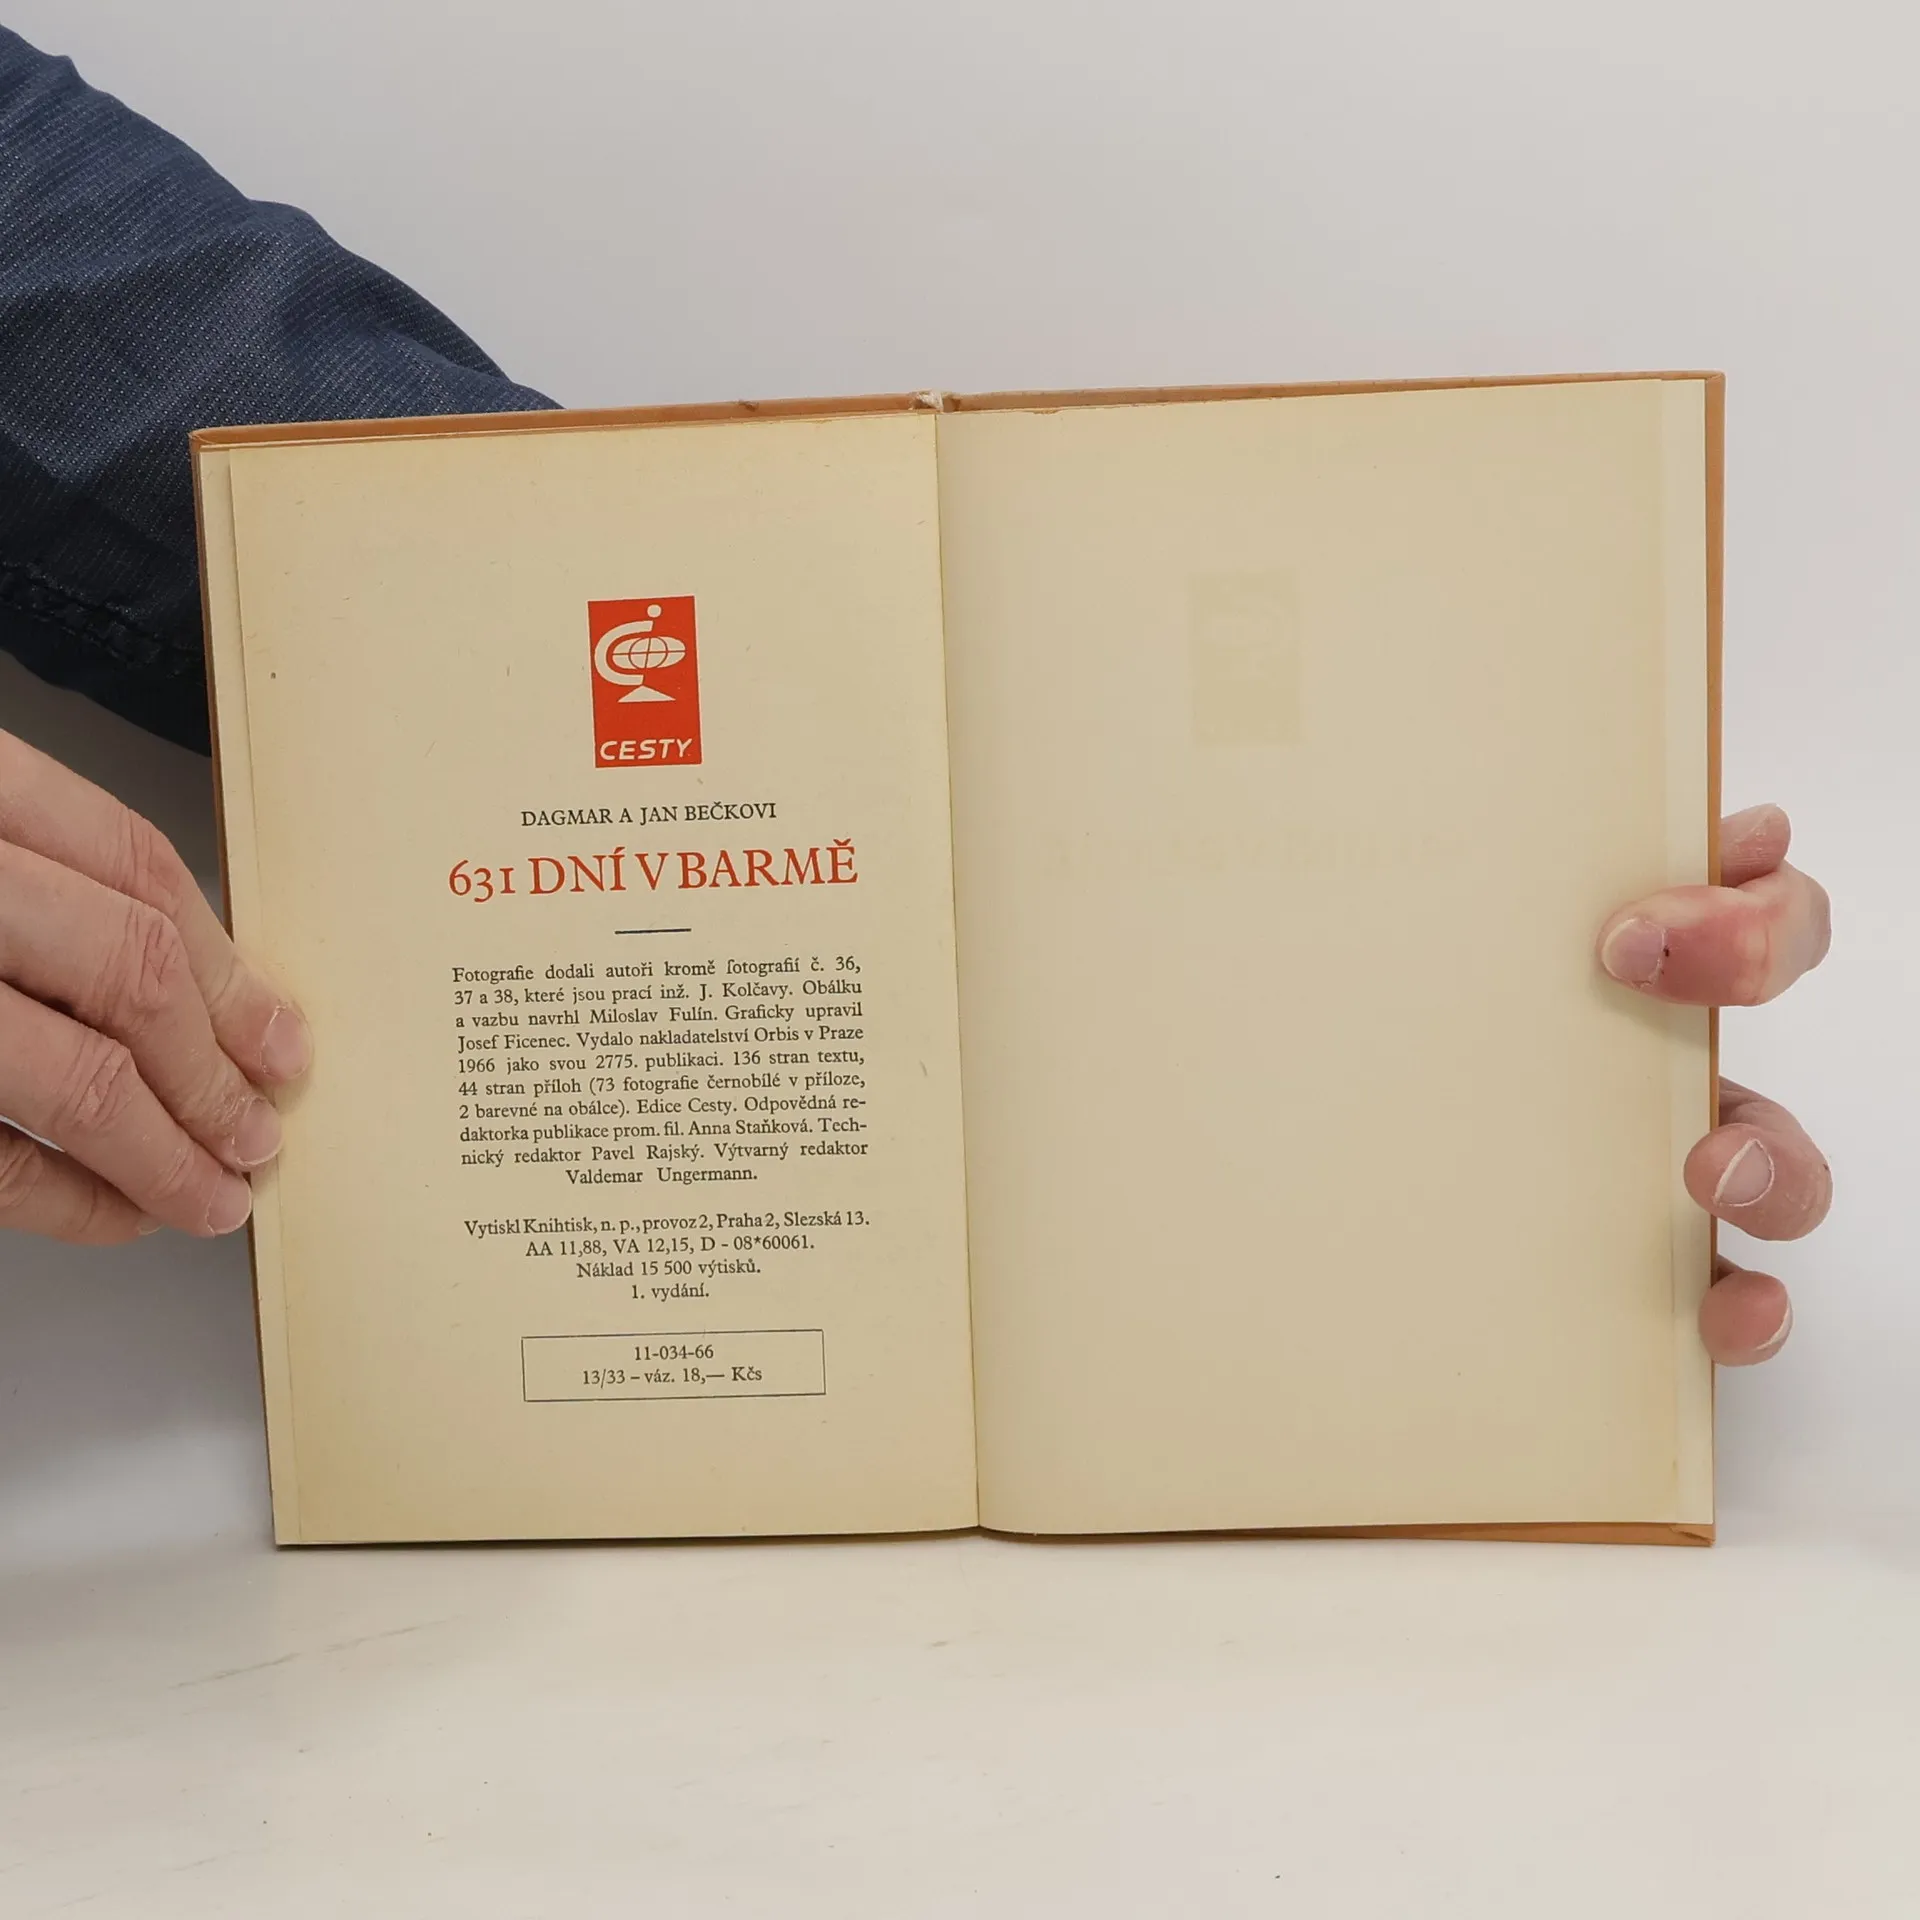 CESTY
DAGMAR A JAN BEČKOVI
631 DNÍ V BARMĚ
Fotografie dodali autoři kromě fotografií č. 36,
37 a 38, které jsou prací inž. J. Kolčavy. Obálku
a vazbu navrhl Miloslav Fulín. Graficky upravil
Josef Ficenec. Vydalo nakladatelství Orbis v Praze
1966 jako svou 2775. publikaci. 136 stran textu,
44 stran příloh (73 fotografie černobílé v příloze,
2 barevné na obálce). Edice Cesty. Odpovědná re-
daktorka publikace prom. fil. Anna Staňková. Tech-
nický redaktor Pavel Rajský. Výtvarný redaktor
Valdemar Ungermann.
Vytiskl Knihtisk, n. p., provoz 2, Praha 2, Slezská 13.
AA 11,88, VA 12,15, D - 08*60061.
Náklad 15 500 výtisků.
1. vydání.
11-034-66
13/33 – váz. 18,— Kčs